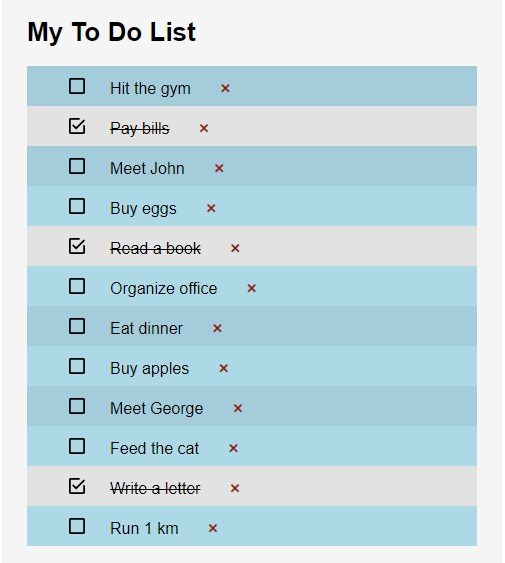 My To Do List
Hit the gym ×
Pay bills ×
Meet John ×
Buy eggs ×
Read a book ×
Organize office ×
Eat dinner ×
Buy apples ×
Meet George ×
Feed the cat ×
Write a letter ×
Run 1 km ×